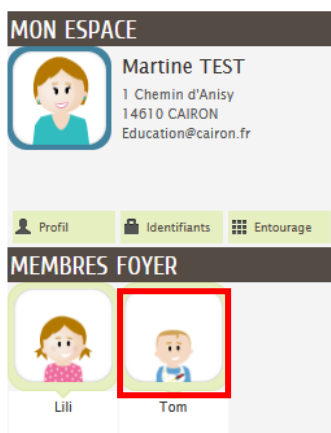 MON ESPACE
Martine TEST
1 Chemin d'Anisy
14610 CAIRON
Education@cairon.fr
Profil Identifiants Entourage
MEMBRES FOYER
Lili Tom